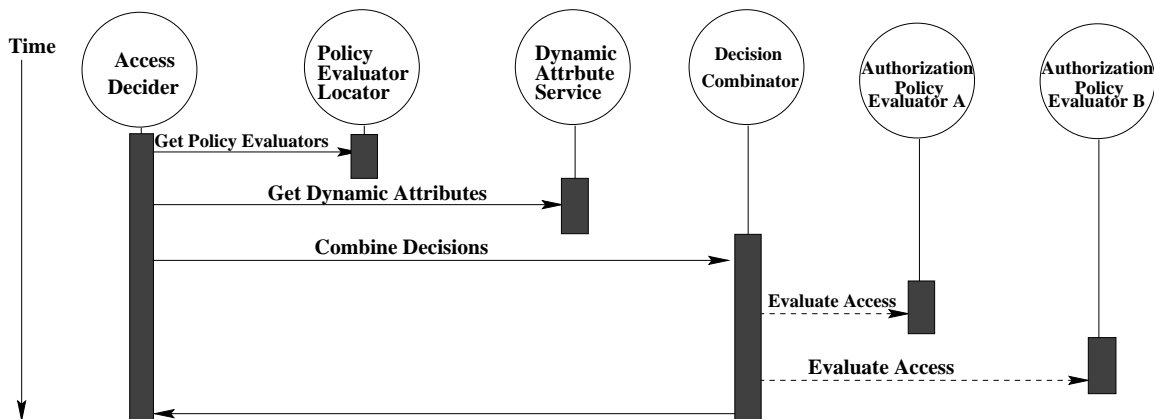 Time
Access
Decider
Policy
Evaluator
Locator
Dynamic
Attrbute
Service
Decision
Combinator
Authorization
Policy
Evaluator A
Authorization
Policy
Evaluator B
Get Policy Evaluators
Get Dynamic Attributes
Combine Decisions
Evaluate Access
Evaluate Access